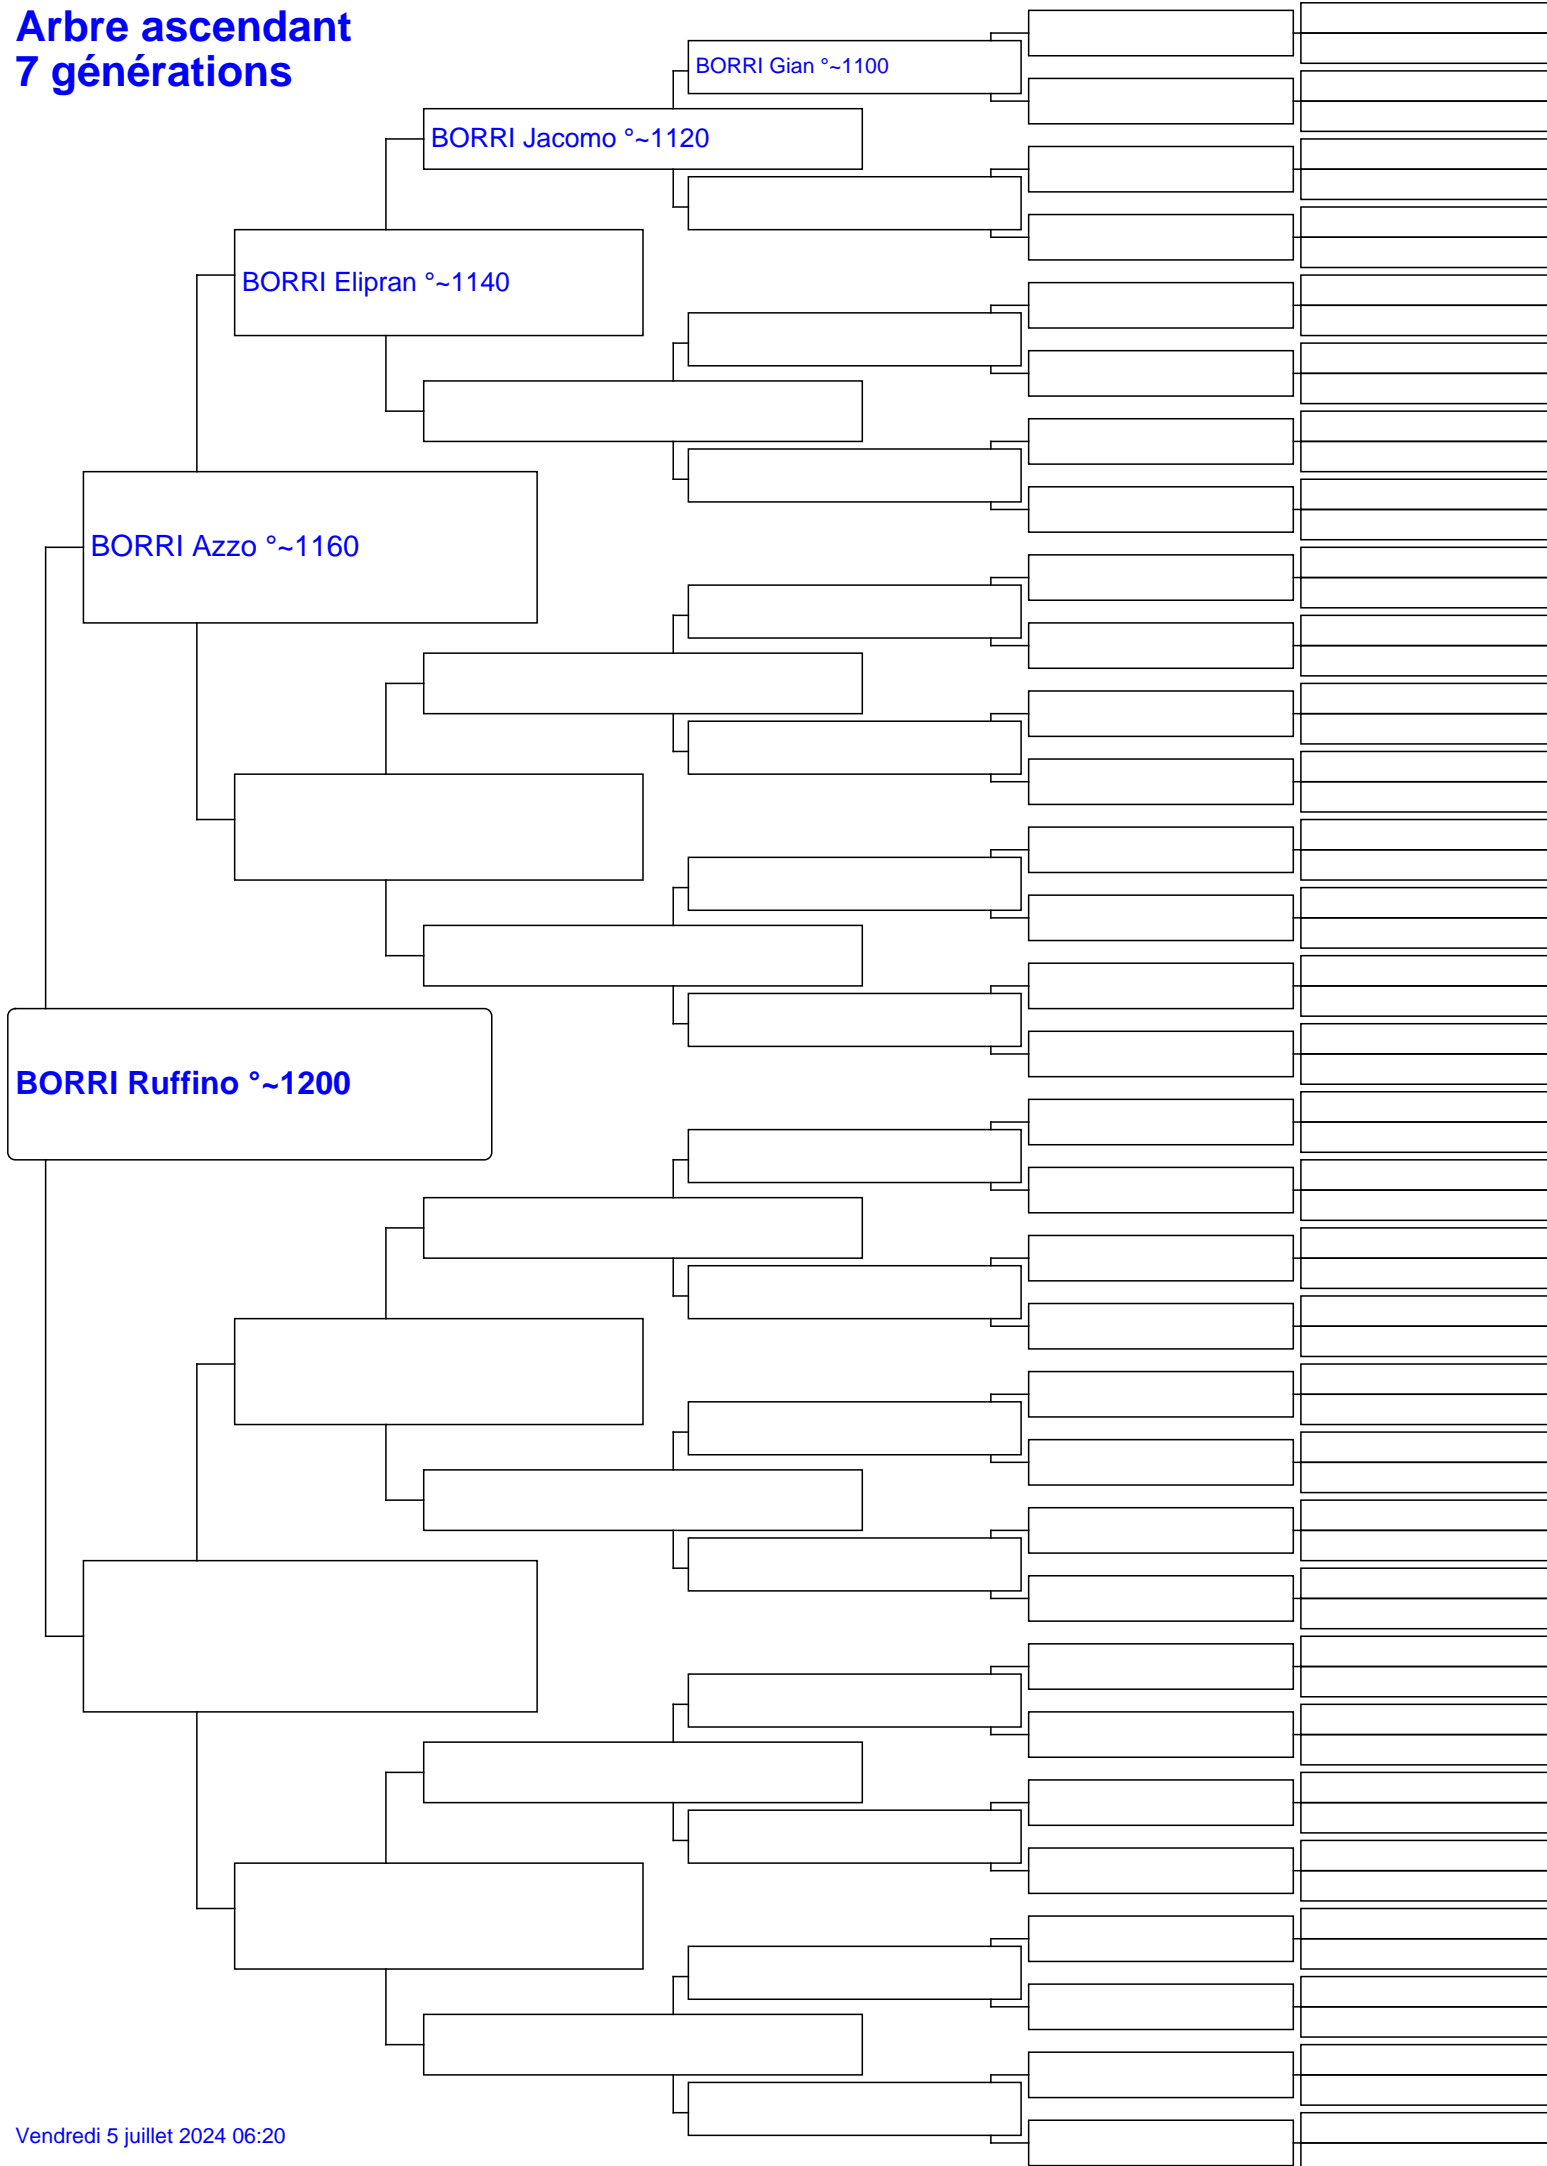 Arbre ascendant
7 générations
BORRI Gian °~1100
BORRI Jacomo °~1120
BORRI Elipran °~1140
BORRI Azzo °~1160
BORRI Ruffino °~1200
Vendredi 5 juillet 2024 06:20